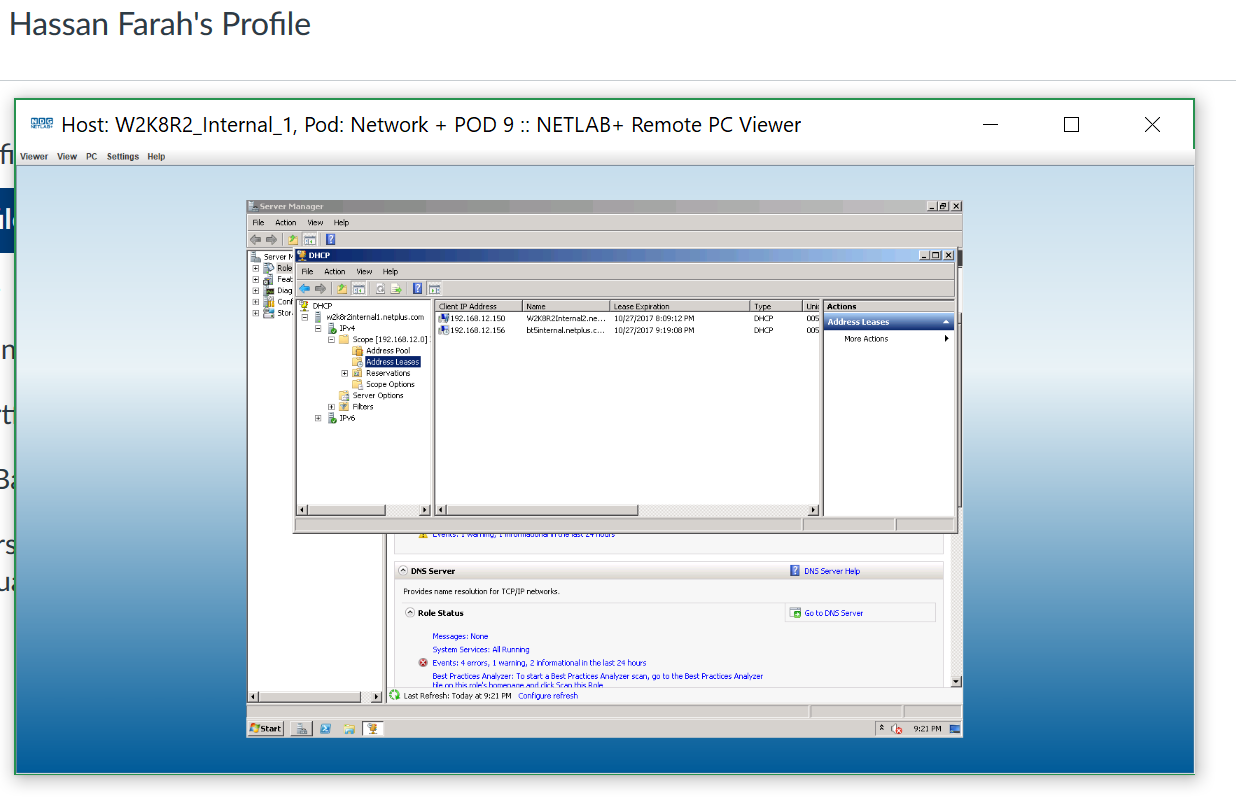 Hassan Farah's Profile
NDG
NETLAB+
Host: W2K8R2_Internal_1, Pod: Network + POD 9 :: NETLAB+ Remote PC Viewer
Viewer View PC Settings Help
Server Manager
File Action View Help
Server M
Role
Feat
Diag
Conf
Stor
DHCP
File Action View Help
DHCP
w2k8r2internal1.netplus.com
IPv4
Scope [192.168.12.0]
Address Pool
Address Leases
Reservations
Scope Options
Server Options
Filters
IPv6
Client IP Address Name Lease Expiration Type Uni
192.168.12.150 W2K8R2Internal2.ne... 10/27/2017 8:09:12 PM DHCP 005
192.168.12.156 bt5internal.netplus.c... 10/27/2017 9:19:08 PM DHCP 005
Actions
Address Leases
More Actions
Events: 1 warning, 1 informational in the last 24 hours
DNS Server DNS Server Help
Provides name resolution for TCP/IP networks.
Role Status Go to DNS Server
Messages: None
System Services: All Running
Events: 4 errors, 1 warning, 2 informational in the last 24 hours
Best Practices Analyzer: To start a Best Practices Analyzer scan, go to the Best Practices Analyzer
tile on this role's homepage and click Scan this Role
Last Refresh: Today at 9:21 PM Configure refresh
Start 9:21 PM